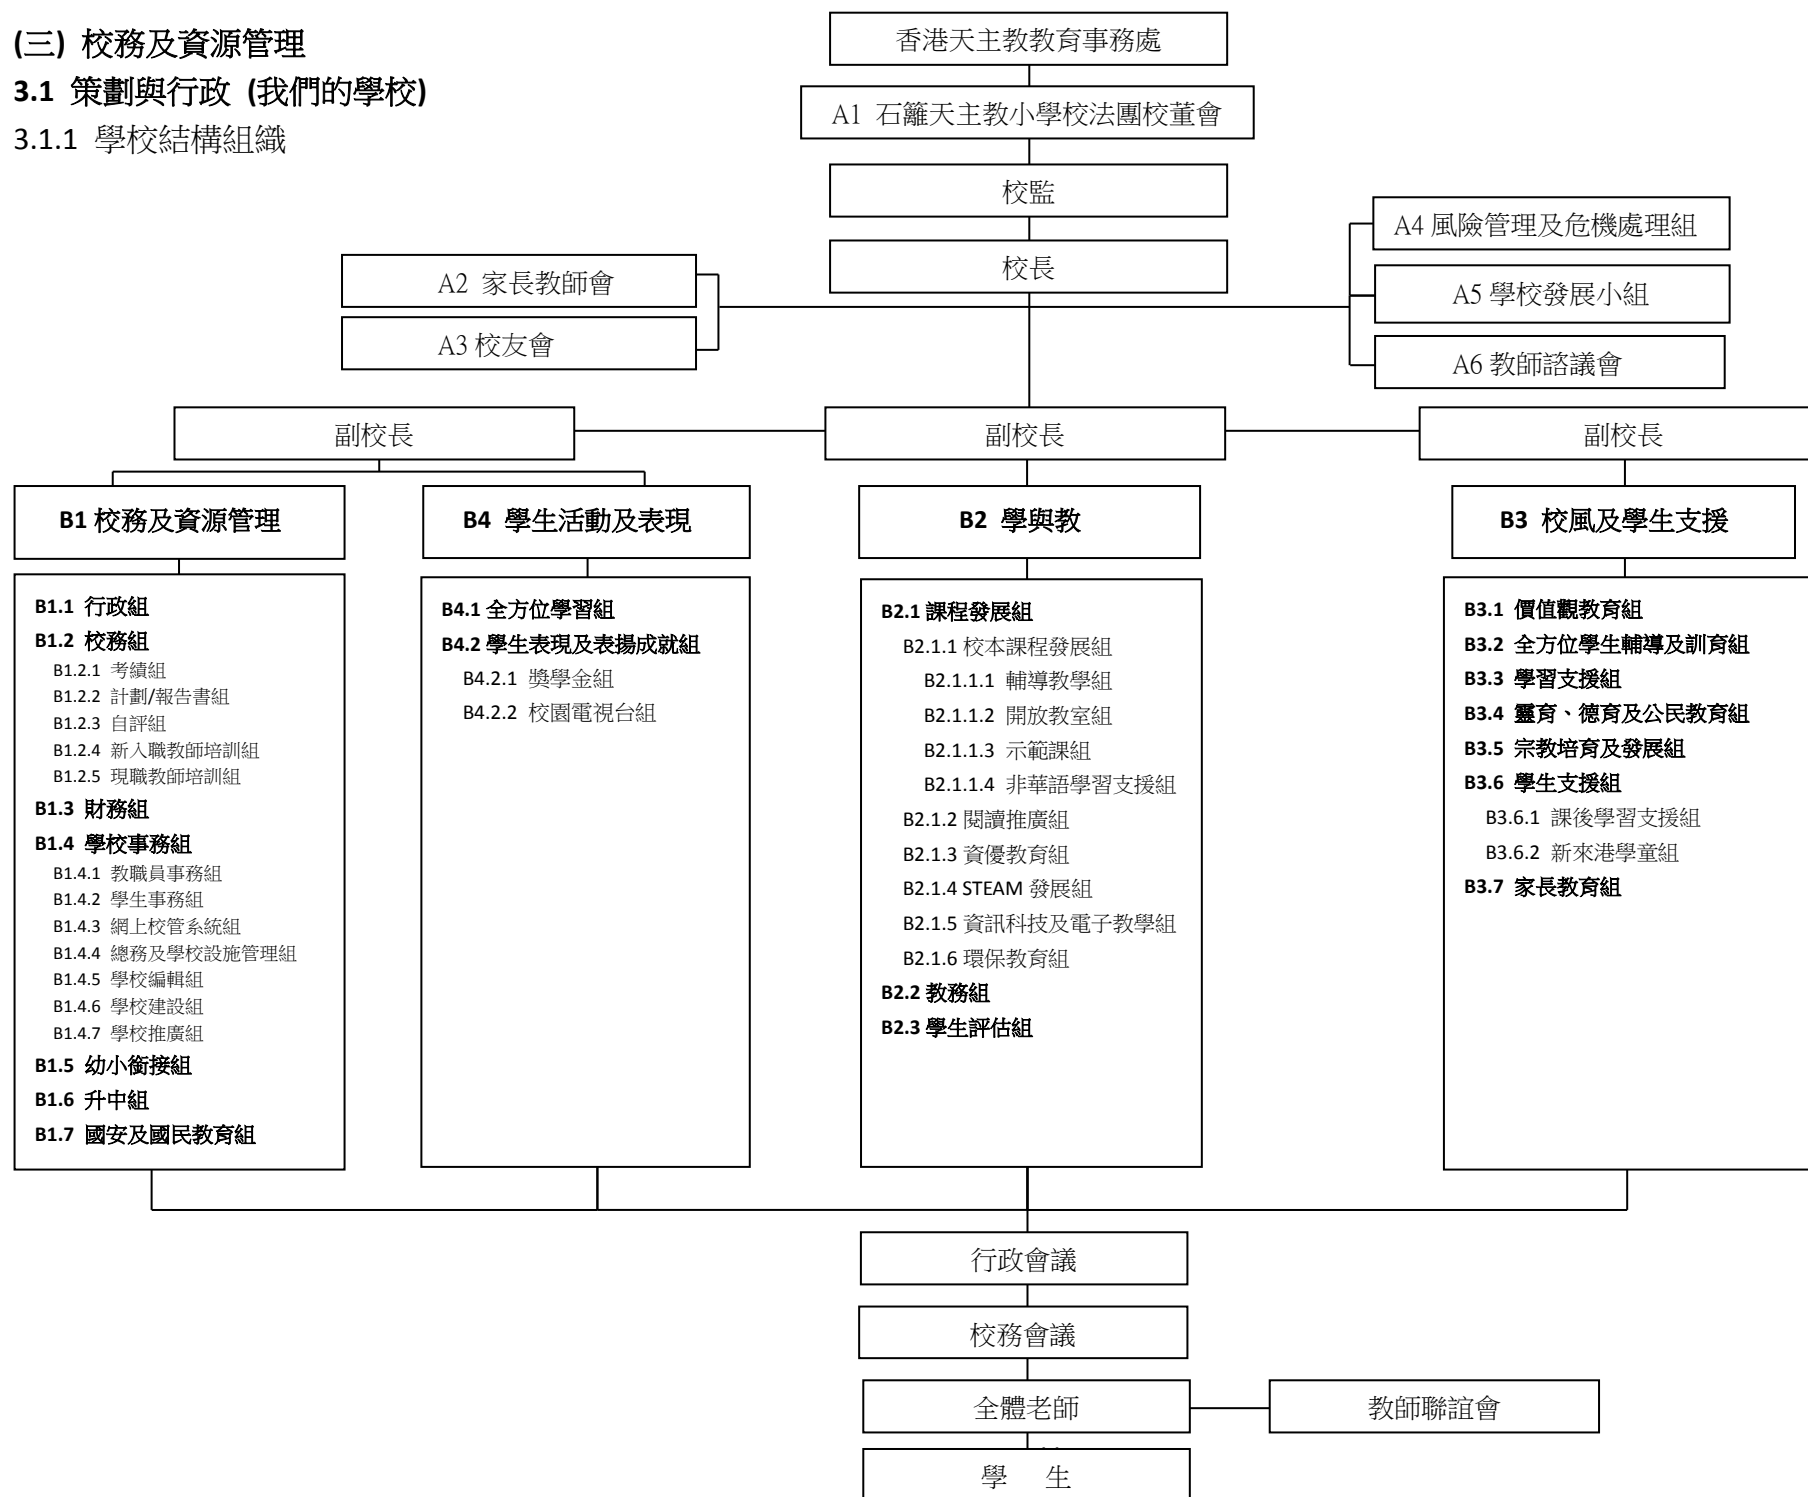 (三) 校務及資源管理
3.1 策劃與行政 (我們的學校)
3.1.1 學校結構組織
香港天主教教育事務處
A1 石籬天主教小學校法團校董會
校監
校長
A2 家長教師會
A3 校友會
A4 風險管理及危機處理組
A5 學校發展小組
A6 教師諮議會
副校長
副校長
副校長
B1 校務及資源管理
B4 學生活動及表現
B2 學與教
B3 校風及學生支援
B1.1 行政組
B1.2 校務組
B1.2.1 考績組
B1.2.2 計劃/報告書組
B1.2.3 自評組
B1.2.4 新入職教師培訓組
B1.2.5 現職教師培訓組
B1.3 財務組
B1.4 學校事務組
B1.4.1 教職員事務組
B1.4.2 學生事務組
B1.4.3 網上校管系統組
B1.4.4 總務及學校設施管理組
B1.4.5 學校編輯組
B1.4.6 學校建設組
B1.4.7 學校推廣組
B1.5 幼小銜接組
B1.6 升中組
B1.7 國安及國民教育組
B4.1 全方位學習組
B4.2 學生表現及表揚成就組
B4.2.1 獎學金組
B4.2.2 校園電視台組
B2.1 課程發展組
B2.1.1 校本課程發展組
B2.1.1.1 輔導教學組
B2.1.1.2 開放教室組
B2.1.1.3 示範課組
B2.1.1.4 非華語學習支援組
B2.1.2 閱讀推廣組
B2.1.3 資優教育組
B2.1.4 STEAM 發展組
B2.1.5 資訊科技及電子教學組
B2.1.6 環保教育組
B2.2 教務組
B2.3 學生評估組
B3.1 價值觀教育組
B3.2 全方位學生輔導及訓育組
B3.3 學習支援組
B3.4 靈育、德育及公民教育組
B3.5 宗教培育及發展組
B3.6 學生支援組
B3.6.1 課後學習支援組
B3.6.2 新來港學童組
B3.7 家長教育組
行政會議
校務會議
全體老師
教師聯誼會
學 生